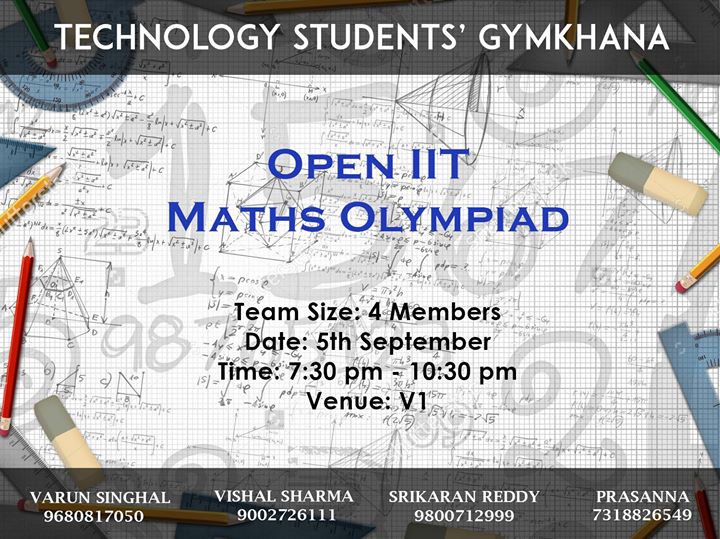 TECHNOLOGY STUDENTS' GYMKHANA
OPEN IIT
MATHS OLYMPIAD
Team Size: 4 Members
Date: 5th September
Time: 7:30 pm - 10:30 pm
Venue: V1
VARUN SINGHAL
9680817050
VISHAL SHARMA
9002726111
SRIKARAN REDDY
9800712999
PRASANNA
7318826549